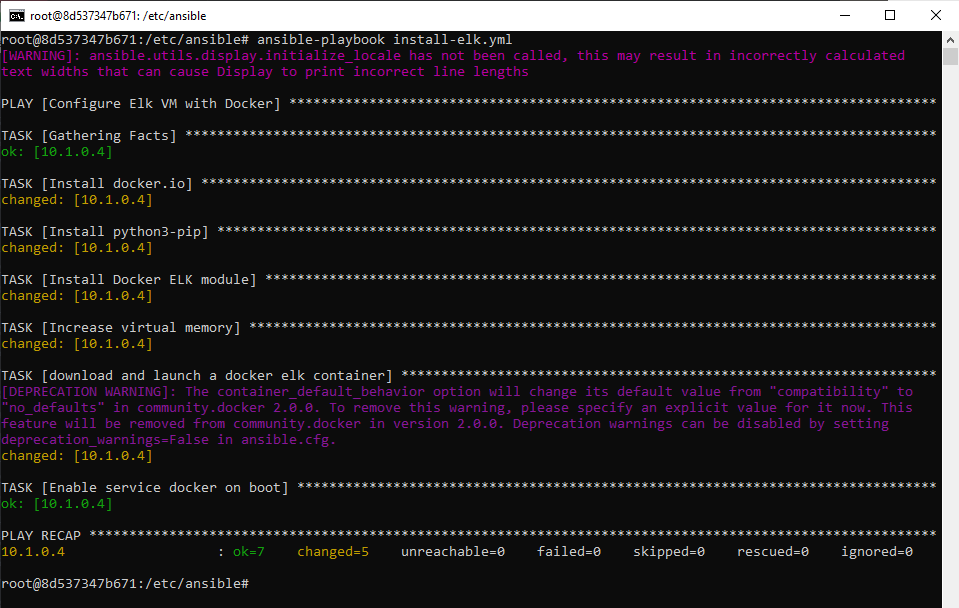 root@8d537347b671: /etc/ansible
root@8d537347b671:/etc/ansible# ansible-playbook install-elk.yml
[WARNING]: ansible.utils.display.initialize_locale has not been called, this may result in incorrectly calculated
text widths that can cause Display to print incorrect line lengths
PLAY [Configure Elk VM with Docker] *********************************************************************************
TASK [Gathering Facts] **********************************************************************************************
ok: [10.1.0.4]
TASK [Install docker.io] ********************************************************************************************
changed: [10.1.0.4]
TASK [Install python3-pip] ******************************************************************************************
changed: [10.1.0.4]
TASK [Install Docker ELK module] ************************************************************************************
changed: [10.1.0.4]
TASK [Increase virtual memory] **************************************************************************************
changed: [10.1.0.4]
TASK [download and launch a docker elk container] *******************************************************************
[DEPRECATION WARNING]: The container_default_behavior option will change its default value from "compatibility" to
"no_defaults" in community.docker 2.0.0. To remove this warning, please specify an explicit value for it now. This
feature will be removed from community.docker in version 2.0.0. Deprecation warnings can be disabled by setting
deprecation_warnings=False in ansible.cfg.
changed: [10.1.0.4]
TASK [Enable service docker on boot] ********************************************************************************
ok: [10.1.0.4]
PLAY RECAP **********************************************************************************************************
10.1.0.4                   : ok=7    changed=5    unreachable=0    failed=0    skipped=0    rescued=0    ignored=0
root@8d537347b671:/etc/ansible#